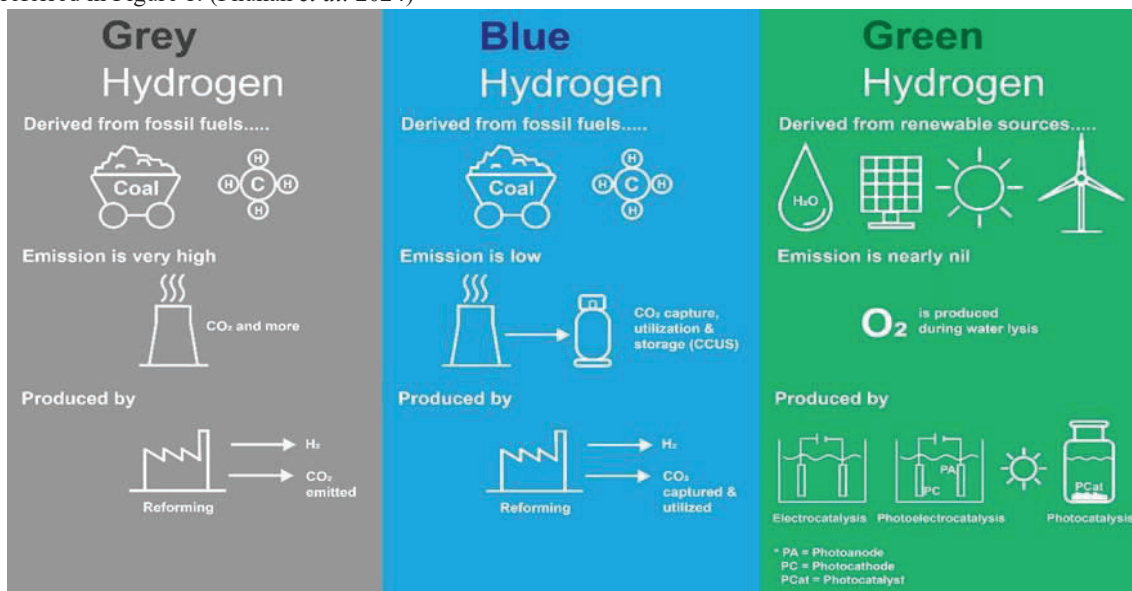 Grey
Hydrogen
Derived from fossil fuels.....
Coal
H
H C H
H
Emission is very high
CO₂ and more
Produced by
H₂
CO₂
emitted
Reforming
Blue
Hydrogen
Derived from fossil fuels.....
Coal
H
H C H
H
Emission is low
CO₂ capture,
utilization &
storage (CCUS)
Produced by
H₂
CO₂
captured &
utilized
Reforming
Green
Hydrogen
Derived from renewable sources.....
H₂O
Emission is nearly nil
O₂ is produced
during water lysis
Produced by
PA
PC
PCat
Electrocatalysis Photoelectrocatalysis Photocatalysis
* PA = Photoanode
PC = Photocathode
PCat = Photocatalyst